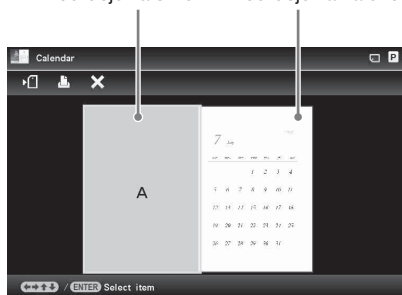 Calendar
P
A
7 July
1 2 3 4
5 6 7 8 9 10 11
12 13 14 15 16 17 18
19 20 21 22 23 24 25
26 27 28 29 30 31
/ ENTER Select item